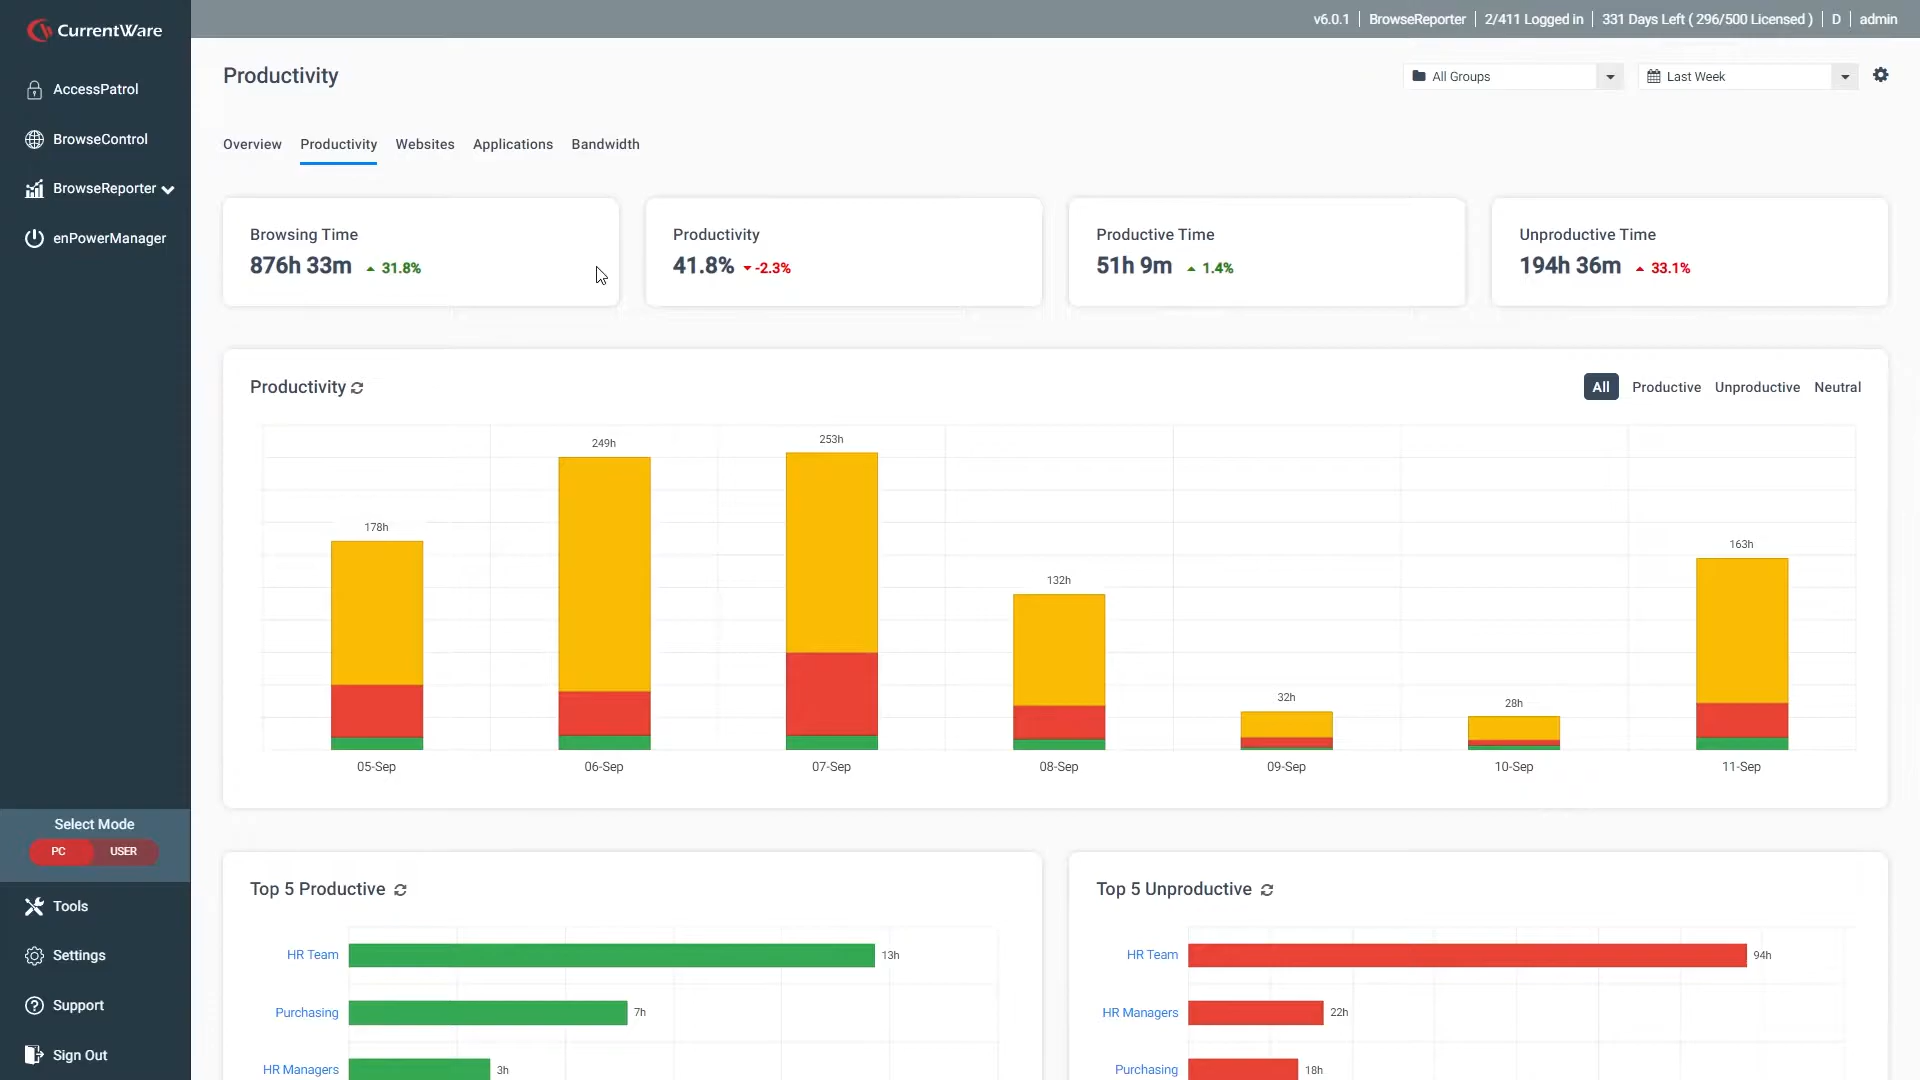 CurrentWare
v6.0.1 | BrowseReporter | 2/411 Logged in | 331 Days Left ( 296/500 Licensed ) | D | admin
AccessPatrol
BrowseControl
BrowseReporter
enPowerManager
Productivity
All Groups
Last Week
Overview Productivity Websites Applications Bandwidth
Browsing Time
876h 33m 31.8%
Productivity
41.8% -2.3%
Productive Time
51h 9m 1.4%
Unproductive Time
194h 36m 33.1%
Productivity
All Productive Unproductive Neutral
178h
249h
253h
132h
32h
28h
163h
05-Sep 06-Sep 07-Sep 08-Sep 09-Sep 10-Sep 11-Sep
Select Mode
PC USER
Tools
Settings
Support
Sign Out
Top 5 Productive
HR Team 13h
Purchasing 7h
HR Managers 3h
Top 5 Unproductive
HR Team 94h
HR Managers 22h
Purchasing 18h